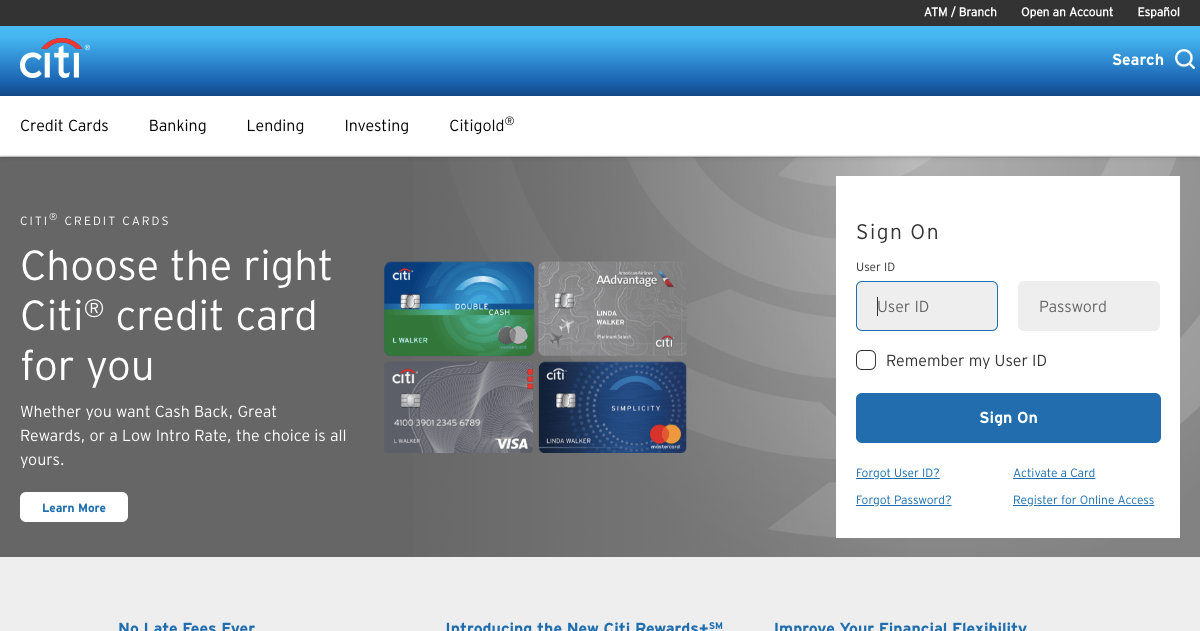 ATM / Branch Open an Account Español
citi®
Search
Credit Cards Banking Lending Investing Citigold®
CITI® CREDIT CARDS
Choose the right
Citi® credit card
for you
Whether you want Cash Back, Great
Rewards, or a Low Intro Rate, the choice is all
yours.
Learn More
citi
DOUBLE
CASH
L WALKER
American Airlines
AAdvantage
LINDA
WALKER
Platinum Select
citi
citi
4100 3901 2345 6789
L WALKER
VISA
citi
SIMPLICITY
LINDA WALKER
mastercard
Sign On
User ID
User ID Password
Remember my User ID
Sign On
Forgot User ID? Activate a Card
Forgot Password? Register for Online Access
No Late Fees Ever Introducing the New Citi Rewards+℠ Improve Your Financial Flexibility